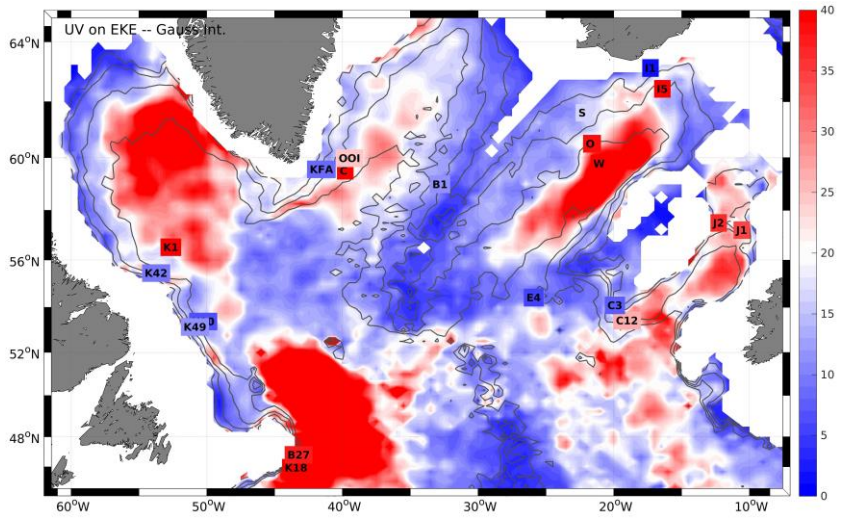 UV on EKE -- Gauss Int.
64°N
60°N
56°N
52°N
48°N
60°W
50°W
40°W
30°W
20°W
10°W
40
35
30
25
20
15
10
5
0
I1
I5
S
O
W
OOI
KFA
C
B1
J2
J1
K1
K42
E4
C3
C12
K49
B27
K18